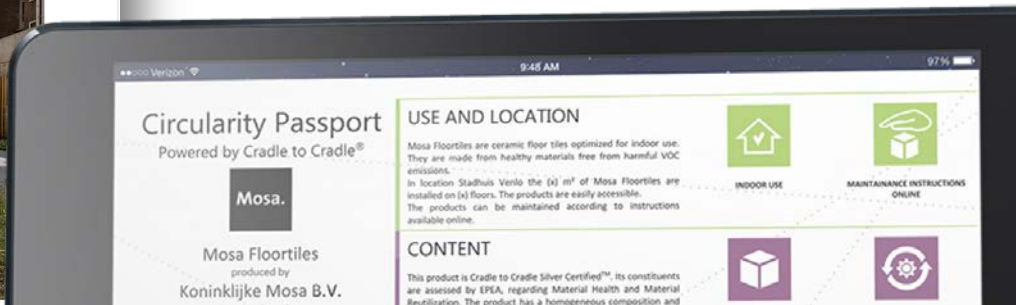 Verizon
9:48 AM
97%
Circularity Passport
Powered by Cradle to Cradle®
Mosa.
Mosa Floortiles
produced by
Koninklijke Mosa B.V.
USE AND LOCATION
Mosa Floortiles are ceramic floor tiles optimized for indoor use.
They are made from healthy materials free from harmful VOC
emissions.
In location Stadhuis Venlo the (x) m² of Mosa Floortiles are
installed on (x) floors. The products are easily accessible.
The products can be maintained according to instructions
available online.
INDOOR USE
MAINTAINANCE INSTRUCTIONS
ONLINE
CONTENT
This product is Cradle to Cradle Silver Certified™. Its constituents
are assessed by EPEA, regarding Material Health and Material
Reutilization. The product has a homogeneous composition and